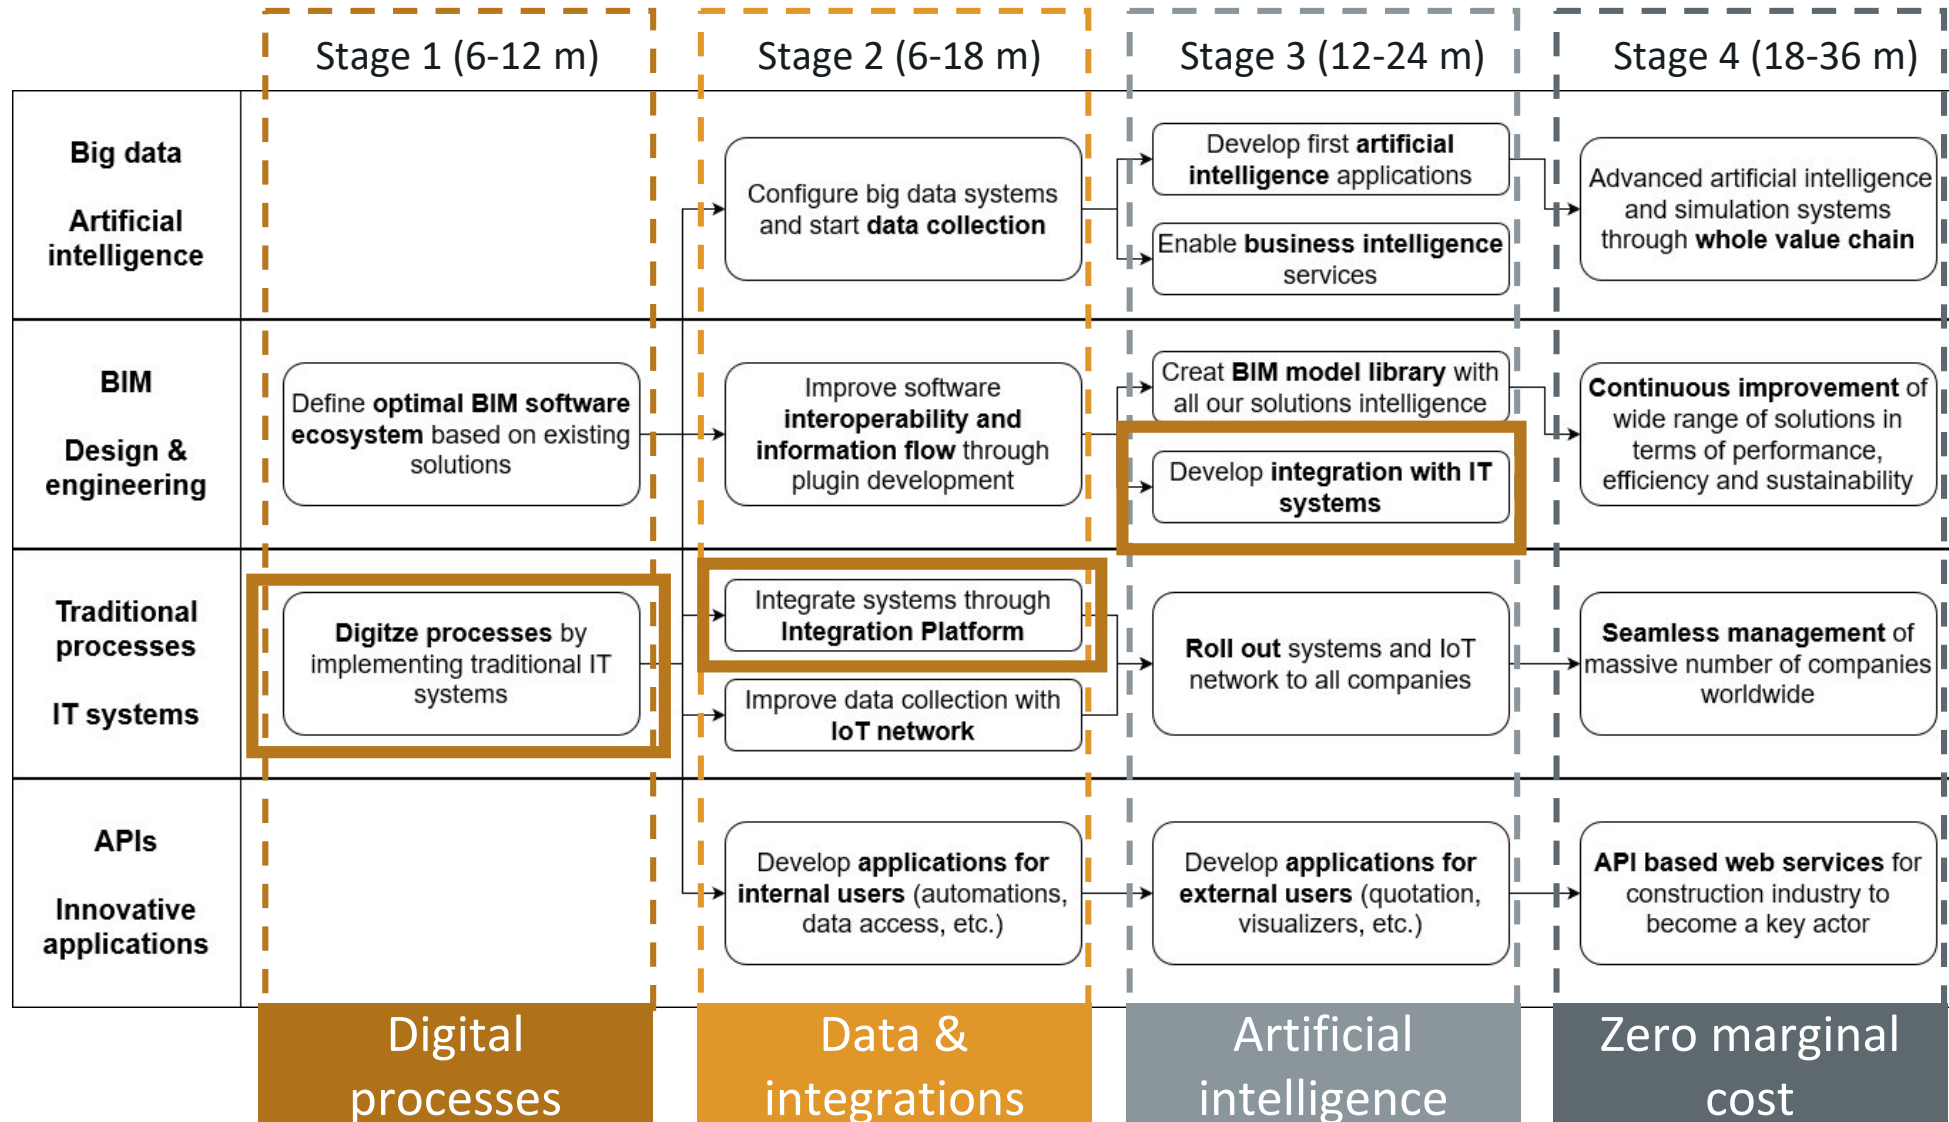 Stage 1 (6-12 m)
Stage 2 (6-18 m)
Stage 3 (12-24 m)
Stage 4 (18-36 m)
Big data
Artificial
intelligence
Configure big data systems
and start data collection
Develop first artificial
intelligence applications
Enable business intelligence
services
Advanced artificial intelligence
and simulation systems
through whole value chain
BIM
Design &
engineering
Define optimal BIM software
ecosystem based on existing
solutions
Improve software
interoperability and
information flow through
plugin development
Creat BIM model library with
all our solutions intelligence
Develop integration with IT
systems
Continuous improvement of
wide range of solutions in
terms of performance,
efficiency and sustainability
Traditional
processes
IT systems
Digitze processes by
implementing traditional IT
systems
Integrate systems through
Integration Platform
Improve data collection with
IoT network
Roll out systems and IoT
network to all companies
Seamless management of
massive number of companies
worldwide
APIs
Innovative
applications
Develop applications for
internal users (automations,
data access, etc.)
Develop applications for
external users (quotation,
visualizers, etc.)
API based web services for
construction industry to
become a key actor
Digital
processes
Data &
integrations
Artificial
intelligence
Zero marginal
cost